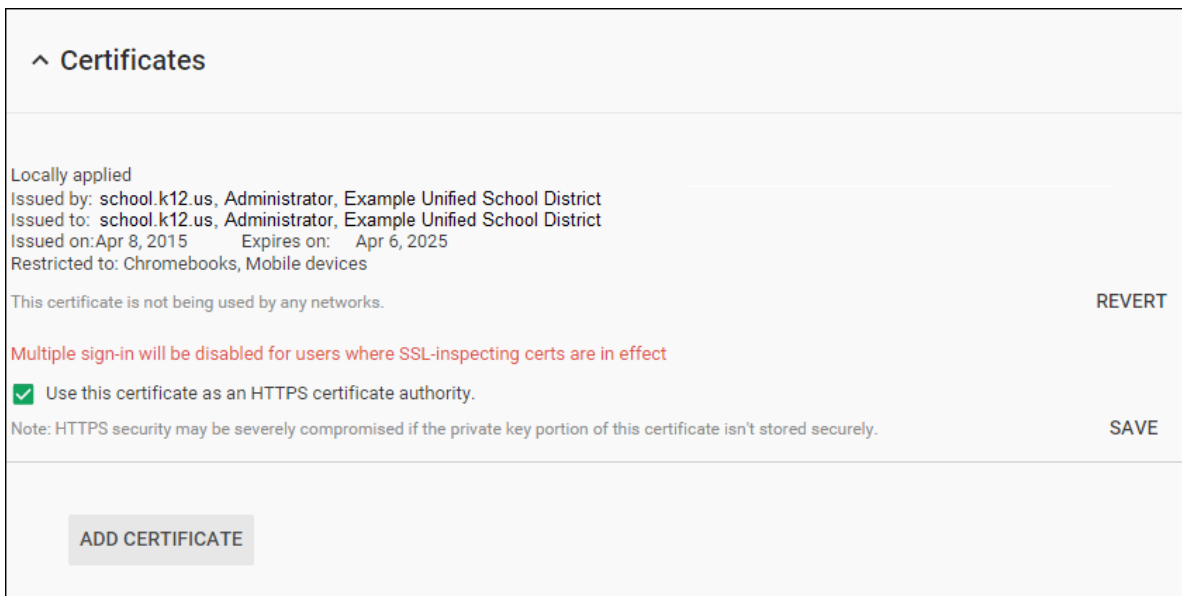 Certificates
Locally applied
Issued by: school.k12.us, Administrator, Example Unified School District
Issued to: school.k12.us, Administrator, Example Unified School District
Issued on:Apr 8, 2015 Expires on: Apr 6, 2025
Restricted to: Chromebooks, Mobile devices
This certificate is not being used by any networks. REVERT
Multiple sign-in will be disabled for users where SSL-inspecting certs are in effect
Use this certificate as an HTTPS certificate authority.
Note: HTTPS security may be severely compromised if the private key portion of this certificate isn't stored securely. SAVE
ADD CERTIFICATE